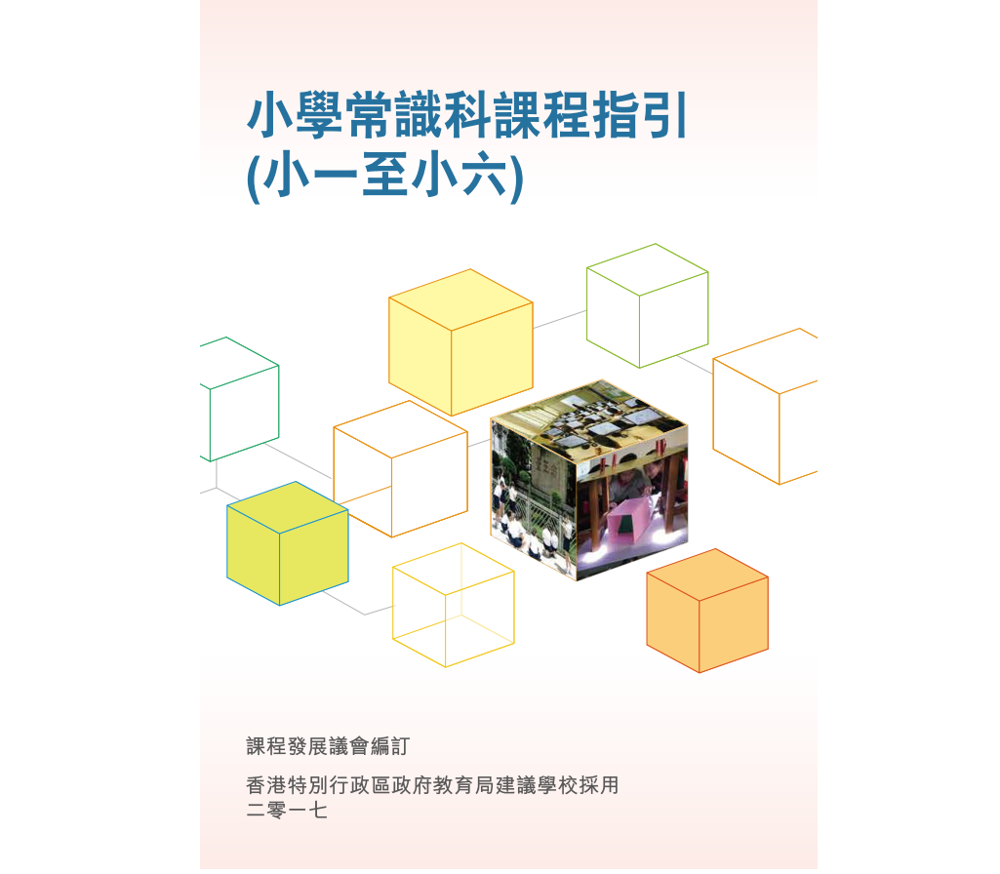 小學常識科課程指引
(小一至小六)
課程發展議會編訂
香港特別行政區政府教育局建議學校採用
二零一七